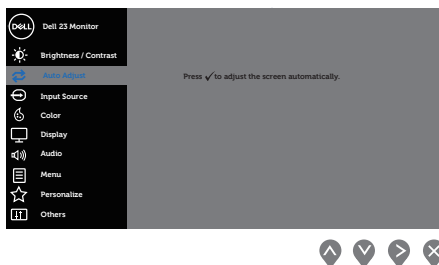 DELL
Dell 23 Monitor
Brightness / Contrast
Auto Adjust
Press ✓ to adjust the screen automatically.
Input Source
Color
Display
Audio
Menu
Personalize
Others